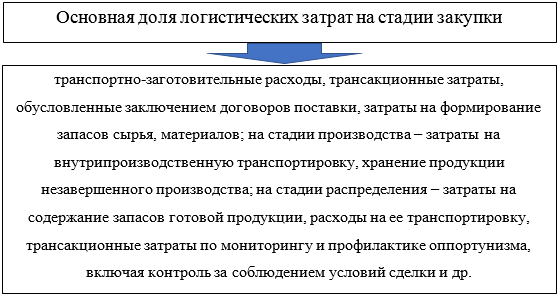 Основная доля логистических затрат на стадии закупки
транспортно-заготовительные расходы, трансакционные затраты,
обусловленные заключением договоров поставки, затраты на формирование
запасов сырья, материалов; на стадии производства – затраты на
внутрипроизводственную транспортировку, хранение продукции
незавершенного производства; на стадии распределения – затраты на
содержание запасов готовой продукции, расходы на ее транспортировку,
трансакционные затраты по мониторингу и профилактике оппортунизма,
включая контроль за соблюдением условий сделки и др.